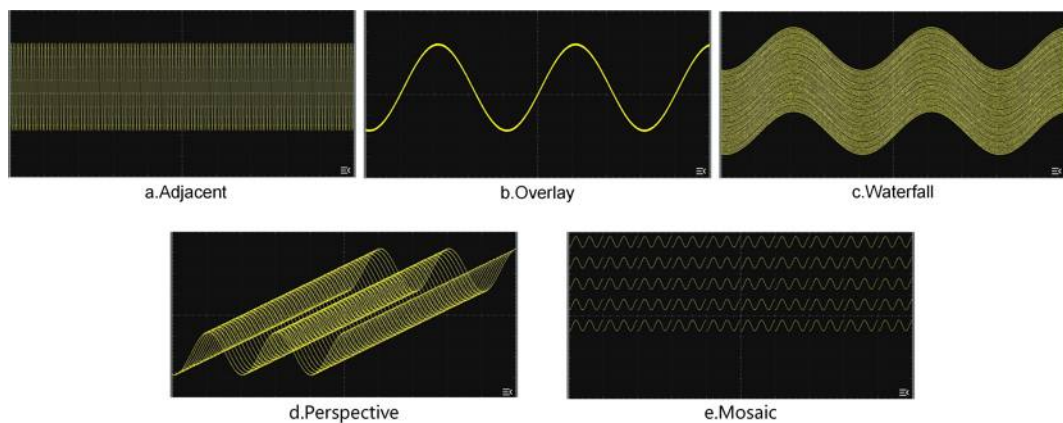 a.Adjacent
b.Overlay
c.Waterfall
d.Perspective
e.Mosaic